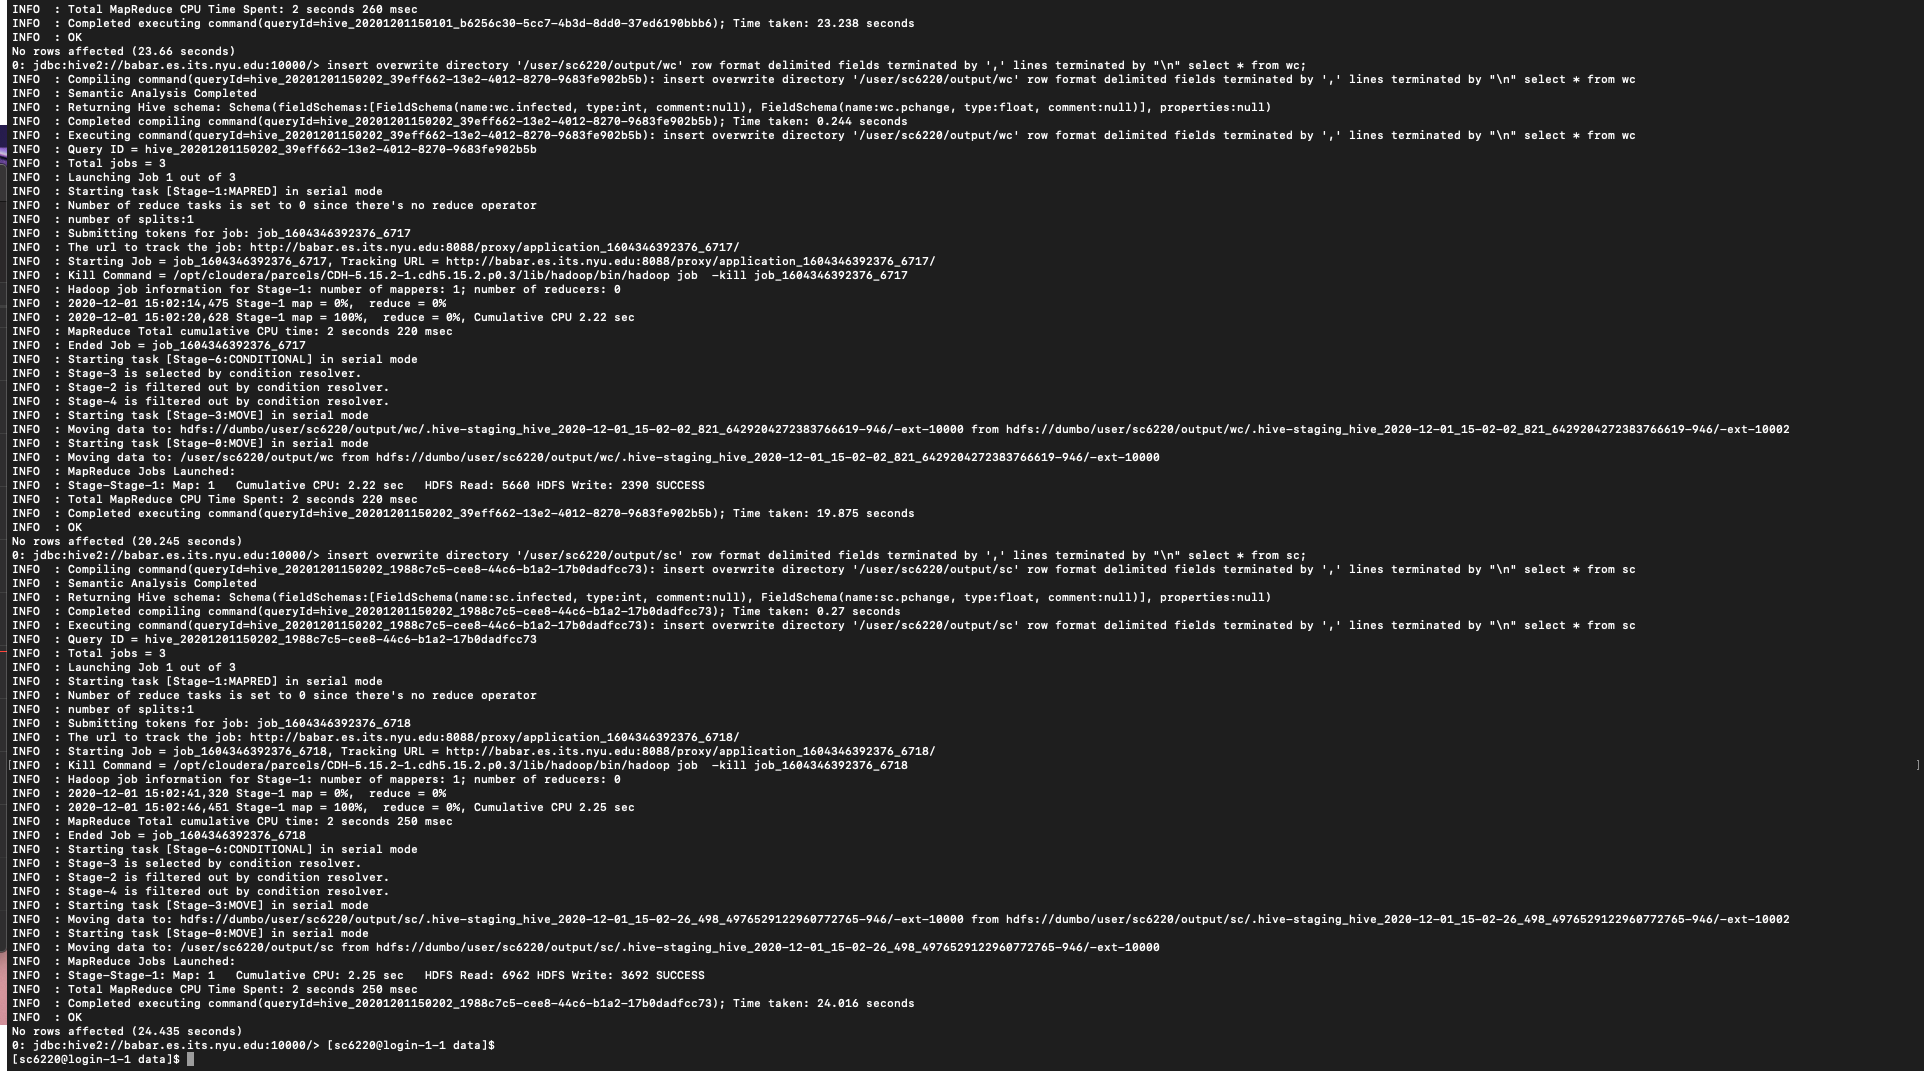 INFO  : Total MapReduce CPU Time Spent: 2 seconds 260 msec
INFO  : Completed executing command(queryId=hive_20201201150101_b6256c30-5cc7-4b3d-8dd0-37ed6190bbb6); Time taken: 23.238 seconds
INFO  : OK
No rows affected (23.66 seconds)
0: jdbc:hive2://babar.es.its.nyu.edu:10000/> insert overwrite directory '/user/sc6220/output/wc' row format delimited fields terminated by ',' lines terminated by "\n" select * from wc;
INFO  : Compiling command(queryId=hive_20201201150202_39eff662-13e2-4012-8270-9683fe902b5b): insert overwrite directory '/user/sc6220/output/wc' row format delimited fields terminated by ',' lines terminated by "\n" select * from wc
INFO  : Semantic Analysis Completed
INFO  : Returning Hive schema: Schema(fieldSchemas:[FieldSchema(name:wc.infected, type:int, comment:null), FieldSchema(name:wc.pchange, type:float, comment:null)], properties:null)
INFO  : Completed compiling command(queryId=hive_20201201150202_39eff662-13e2-4012-8270-9683fe902b5b); Time taken: 0.244 seconds
INFO  : Executing command(queryId=hive_20201201150202_39eff662-13e2-4012-8270-9683fe902b5b): insert overwrite directory '/user/sc6220/output/wc' row format delimited fields terminated by ',' lines terminated by "\n" select * from wc
INFO  : Query ID = hive_20201201150202_39eff662-13e2-4012-8270-9683fe902b5b
INFO  : Total jobs = 3
INFO  : Launching Job 1 out of 3
INFO  : Starting task [Stage-1:MAPRED] in serial mode
INFO  : Number of reduce tasks is set to 0 since there's no reduce operator
INFO  : number of splits:1
INFO  : Submitting tokens for job: job_1604346392376_6717
INFO  : The url to track the job: http://babar.es.its.nyu.edu:8088/proxy/application_1604346392376_6717/
INFO  : Starting Job = job_1604346392376_6717, Tracking URL = http://babar.es.its.nyu.edu:8088/proxy/application_1604346392376_6717/
INFO  : Kill Command = /opt/cloudera/parcels/CDH-5.15.2-1.cdh5.15.2.p0.3/lib/hadoop/bin/hadoop job  -kill job_1604346392376_6717
INFO  : Hadoop job information for Stage-1: number of mappers: 1; number of reducers: 0
INFO  : 2020-12-01 15:02:14,475 Stage-1 map = 0%,  reduce = 0%
INFO  : 2020-12-01 15:02:20,628 Stage-1 map = 100%,  reduce = 0%, Cumulative CPU 2.22 sec
INFO  : MapReduce Total cumulative CPU time: 2 seconds 220 msec
INFO  : Ended Job = job_1604346392376_6717
INFO  : Starting task [Stage-6:CONDITIONAL] in serial mode
INFO  : Stage-3 is selected by condition resolver.
INFO  : Stage-2 is filtered out by condition resolver.
INFO  : Stage-4 is filtered out by condition resolver.
INFO  : Starting task [Stage-3:MOVE] in serial mode
INFO  : Moving data to: hdfs://dumbo/user/sc6220/output/wc/.hive-staging_hive_2020-12-01_15-02-02_821_6429204272383766619-946/-ext-10000 from hdfs://dumbo/user/sc6220/output/wc/.hive-staging_hive_2020-12-01_15-02-02_821_6429204272383766619-946/-ext-10002
INFO  : Starting task [Stage-0:MOVE] in serial mode
INFO  : Moving data to: /user/sc6220/output/wc from hdfs://dumbo/user/sc6220/output/wc/.hive-staging_hive_2020-12-01_15-02-02_821_6429204272383766619-946/-ext-10000
INFO  : MapReduce Jobs Launched:
INFO  : Stage-Stage-1: Map: 1   Cumulative CPU: 2.22 sec   HDFS Read: 5660 HDFS Write: 2390 SUCCESS
INFO  : Total MapReduce CPU Time Spent: 2 seconds 220 msec
INFO  : Completed executing command(queryId=hive_20201201150202_39eff662-13e2-4012-8270-9683fe902b5b); Time taken: 19.875 seconds
INFO  : OK
No rows affected (20.245 seconds)
0: jdbc:hive2://babar.es.its.nyu.edu:10000/> insert overwrite directory '/user/sc6220/output/sc' row format delimited fields terminated by ',' lines terminated by "\n" select * from sc;
INFO  : Compiling command(queryId=hive_20201201150202_1988c7c5-cee8-44c6-b1a2-17b0dadfcc73): insert overwrite directory '/user/sc6220/output/sc' row format delimited fields terminated by ',' lines terminated by "\n" select * from sc
INFO  : Semantic Analysis Completed
INFO  : Returning Hive schema: Schema(fieldSchemas:[FieldSchema(name:sc.infected, type:int, comment:null), FieldSchema(name:sc.pchange, type:float, comment:null)], properties:null)
INFO  : Completed compiling command(queryId=hive_20201201150202_1988c7c5-cee8-44c6-b1a2-17b0dadfcc73); Time taken: 0.27 seconds
INFO  : Executing command(queryId=hive_20201201150202_1988c7c5-cee8-44c6-b1a2-17b0dadfcc73): insert overwrite directory '/user/sc6220/output/sc' row format delimited fields terminated by ',' lines terminated by "\n" select * from sc
INFO  : Query ID = hive_20201201150202_1988c7c5-cee8-44c6-b1a2-17b0dadfcc73
INFO  : Total jobs = 3
INFO  : Launching Job 1 out of 3
INFO  : Starting task [Stage-1:MAPRED] in serial mode
INFO  : Number of reduce tasks is set to 0 since there's no reduce operator
INFO  : number of splits:1
INFO  : Submitting tokens for job: job_1604346392376_6718
INFO  : The url to track the job: http://babar.es.its.nyu.edu:8088/proxy/application_1604346392376_6718/
INFO  : Starting Job = job_1604346392376_6718, Tracking URL = http://babar.es.its.nyu.edu:8088/proxy/application_1604346392376_6718/
[INFO  : Kill Command = /opt/cloudera/parcels/CDH-5.15.2-1.cdh5.15.2.p0.3/lib/hadoop/bin/hadoop job  -kill job_1604346392376_6718 ]
INFO  : Hadoop job information for Stage-1: number of mappers: 1; number of reducers: 0
INFO  : 2020-12-01 15:02:41,320 Stage-1 map = 0%,  reduce = 0%
INFO  : 2020-12-01 15:02:46,451 Stage-1 map = 100%,  reduce = 0%, Cumulative CPU 2.25 sec
INFO  : MapReduce Total cumulative CPU time: 2 seconds 250 msec
INFO  : Ended Job = job_1604346392376_6718
INFO  : Starting task [Stage-6:CONDITIONAL] in serial mode
INFO  : Stage-3 is selected by condition resolver.
INFO  : Stage-2 is filtered out by condition resolver.
INFO  : Stage-4 is filtered out by condition resolver.
INFO  : Starting task [Stage-3:MOVE] in serial mode
INFO  : Moving data to: hdfs://dumbo/user/sc6220/output/sc/.hive-staging_hive_2020-12-01_15-02-26_498_4976529122960772765-946/-ext-10000 from hdfs://dumbo/user/sc6220/output/sc/.hive-staging_hive_2020-12-01_15-02-26_498_4976529122960772765-946/-ext-10002
INFO  : Starting task [Stage-0:MOVE] in serial mode
INFO  : Moving data to: /user/sc6220/output/sc from hdfs://dumbo/user/sc6220/output/sc/.hive-staging_hive_2020-12-01_15-02-26_498_4976529122960772765-946/-ext-10000
INFO  : MapReduce Jobs Launched:
INFO  : Stage-Stage-1: Map: 1   Cumulative CPU: 2.25 sec   HDFS Read: 6962 HDFS Write: 3692 SUCCESS
INFO  : Total MapReduce CPU Time Spent: 2 seconds 250 msec
INFO  : Completed executing command(queryId=hive_20201201150202_1988c7c5-cee8-44c6-b1a2-17b0dadfcc73); Time taken: 24.016 seconds
INFO  : OK
No rows affected (24.435 seconds)
0: jdbc:hive2://babar.es.its.nyu.edu:10000/> [sc6220@login-1-1 data]$
[sc6220@login-1-1 data]$